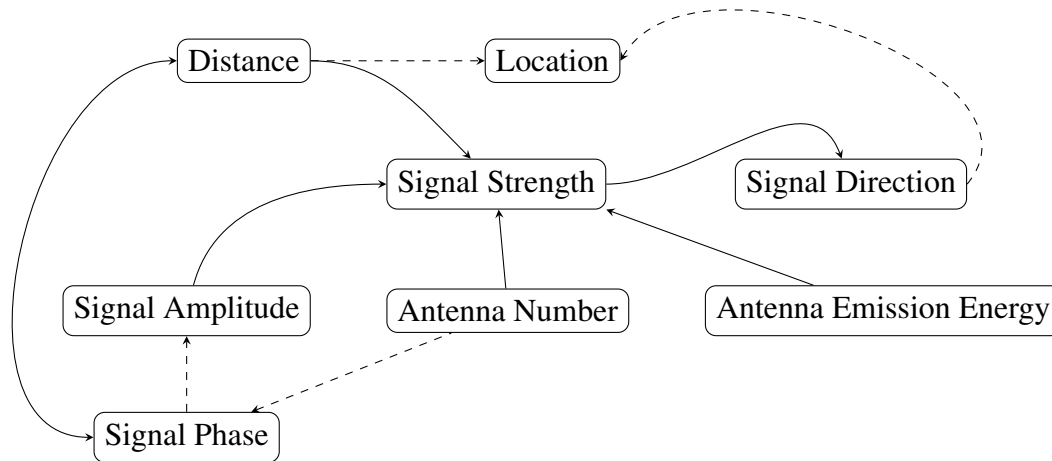 Distance
Location
Signal Strength
Signal Direction
Signal Amplitude
Antenna Number
Antenna Emission Energy
Signal Phase